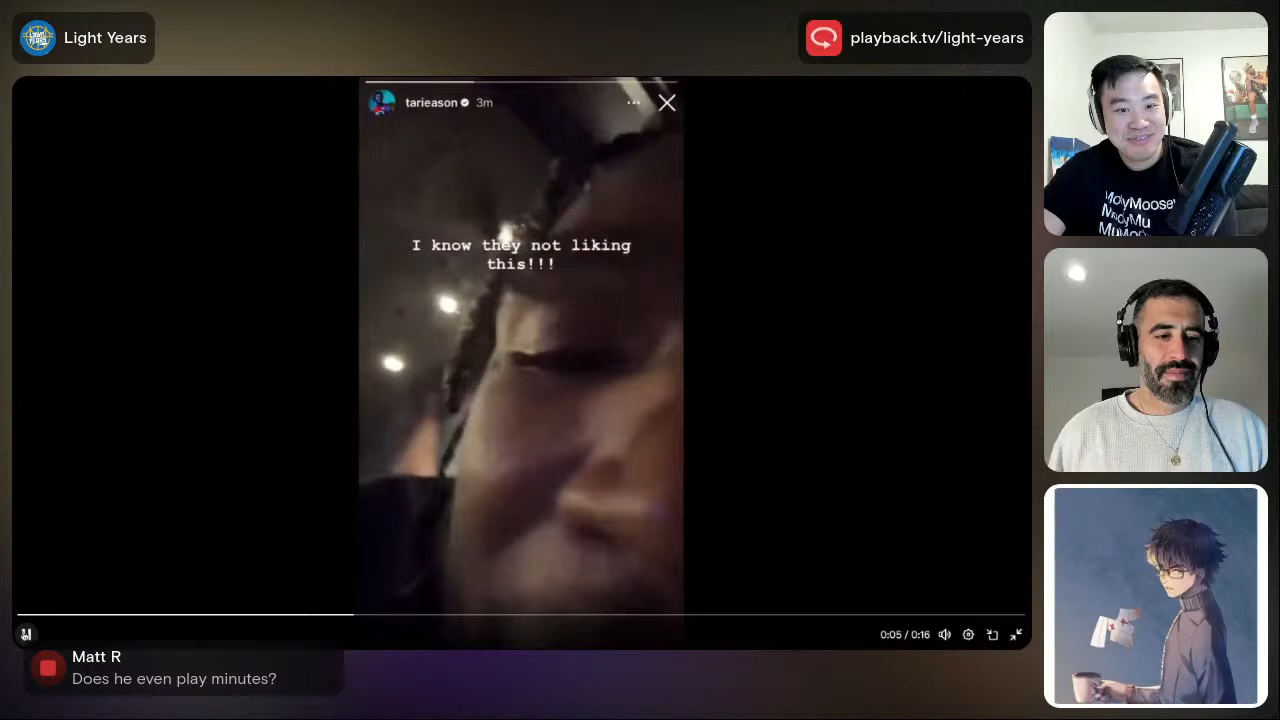 Light Years
playback.tv/light-years
tarieason 3m
I know they not liking
this!!!
0:05 / 0:16
Matt R
Does he even play minutes?